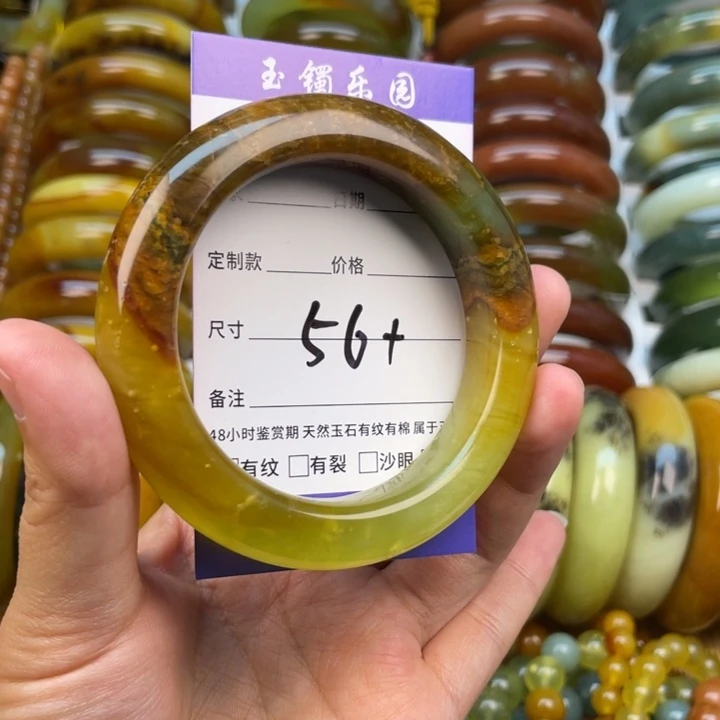 玉镯乐园
日期
定制款 价格
尺寸 56+
备注
48小时鉴赏期 天然玉石有纹有棉 属于
有纹 □有裂 □沙眼